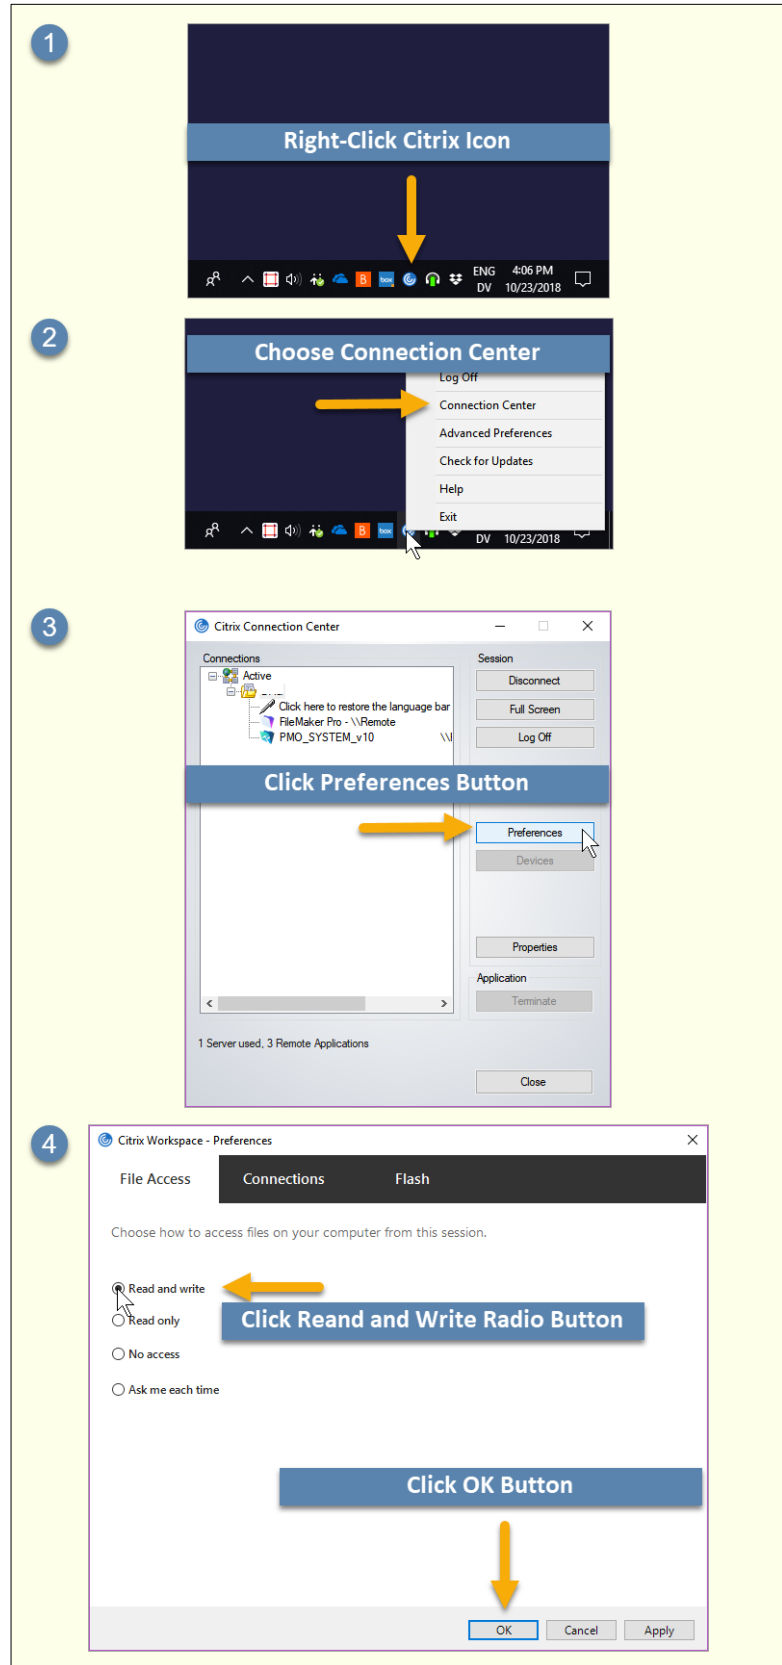 1
Right-Click Citrix Icon
B
box
ENG
4:06 PM
DV
10/23/2018
2
Choose Connection Center
Log Off
Connection Center
Advanced Preferences
Check for Updates
Help
Exit
B
box
DV
10/23/2018
3
Citrix Connection Center
Connections
Session
Active
Disconnect
Click here to restore the language bar
Full Screen
FileMaker Pro - \\Remote
PMO_SYSTEM_v10
Log Off
Click Preferences Button
Preferences
Devices
Properties
Application
Terminate
1 Server used, 3 Remote Applications
Close
4
Citrix Workspace - Preferences
File Access
Connections
Flash
Choose how to access files on your computer from this session.
Read and write
Click Reand and Write Radio Button
Read only
No access
Ask me each time
Click OK Button
OK
Cancel
Apply